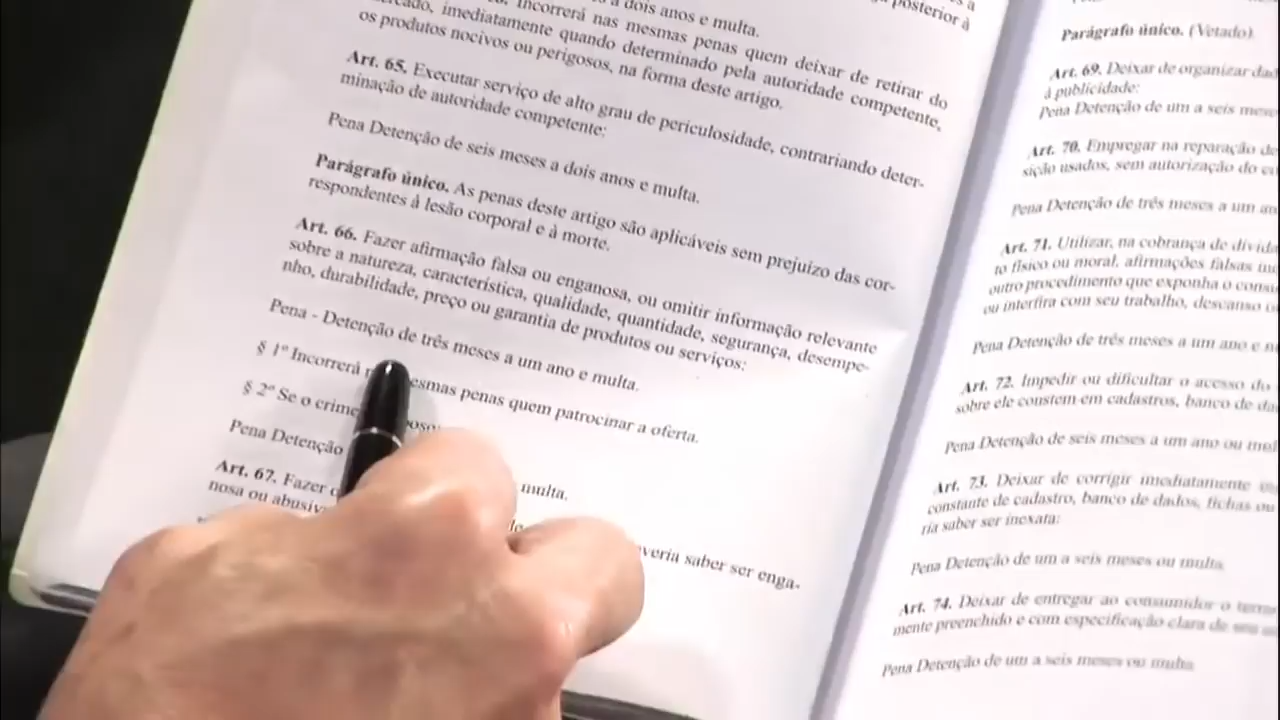 a dois anos e multa.
Incorrerá nas mesmas penas quem deixar de retirar do
mercado, imediatamente quando determinado pela autoridade competente,
os produtos nocivos ou perigosos, na forma deste artigo.
Art. 65. Executar serviço de alto grau de periculosidade, contrariando deter-
minação de autoridade competente:
Pena Detenção de seis meses a dois anos e multa.
Parágrafo único. As penas deste artigo são aplicáveis sem prejuízo das cor-
respondentes à lesão corporal e à morte.
Art. 66. Fazer afirmação falsa ou enganosa, ou omitir informação relevante
sobre a natureza, característica, qualidade, quantidade, segurança, desempe-
nho, durabilidade, preço ou garantia de produtos ou serviços:
Pena - Detenção de três meses a um ano e multa.
§ 1º Incorrerá esmas penas quem patrocinar a oferta.
§ 2º Se o crime
Pena Detenção multa.
Art. 67. Fazer
nosa ou abusiv veria saber ser enga-
posterior à
Parágrafo único. (Vetado).
Art. 69. Deixar de organizar dad
à publicidade:
Pena Detenção de um a seis mese
Art. 70. Empregar na reparação de
sição usados, sem autorização do co
Pena Detenção de três meses a um an
Art. 71. Utilizar, na cobrança de dívida
to físico ou moral, afirmações falsas in
outro procedimento que exponha o consu
ou interfira com seu trabalho, descanso o
Pena Detenção de três meses a um ano e m
Art. 72. Impedir ou dificultar o acesso do
sobre ele constem em cadastros, banco de da
Pena Detenção de seis meses a um ano ou mul
Art. 73. Deixar de corrigir imediatamente
constante de cadastro, banco de dados, fichas ou
ria saber ser inexata:
Pena Detenção de um a seis meses ou multa.
Art. 74. Deixar de entregar ao consumidor o term
mente preenchido e com especificação clara de seu
Pena Detenção de um a seis meses ou multa